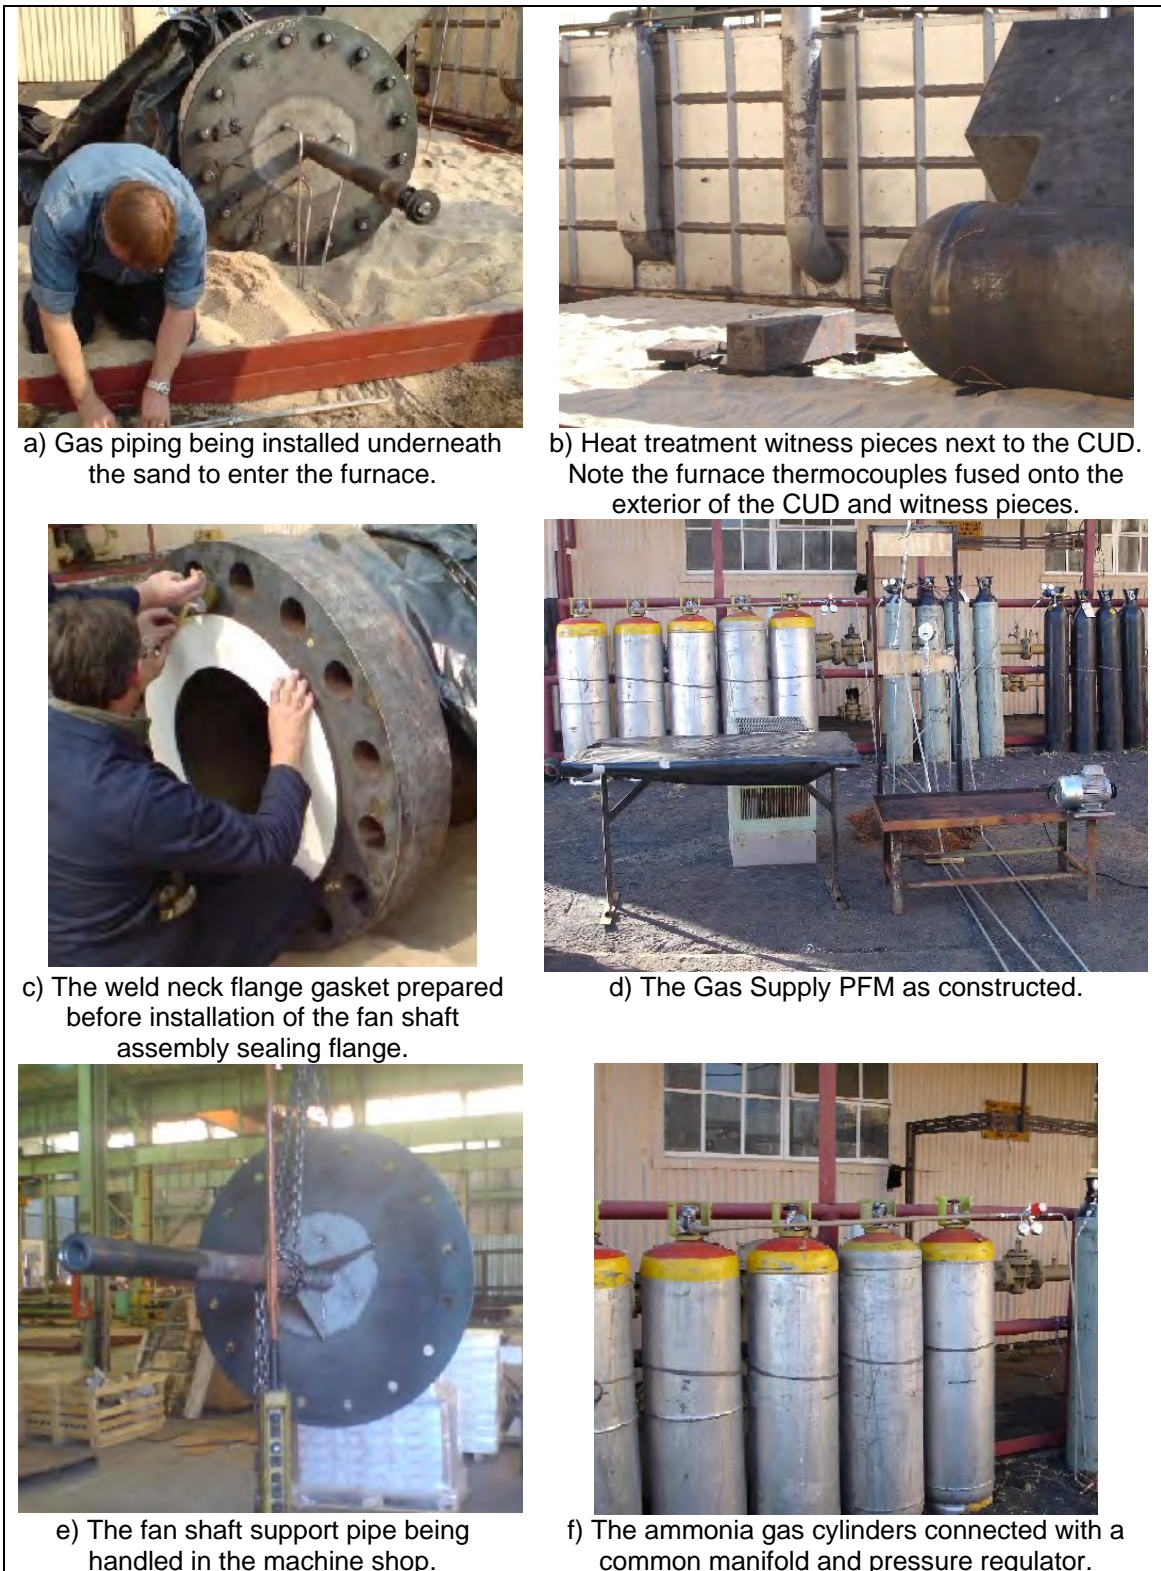 a) Gas piping being installed underneath
the sand to enter the furnace.
b) Heat treatment witness pieces next to the CUD.
Note the furnace thermocouples fused onto the
exterior of the CUD and witness pieces.
c) The weld neck flange gasket prepared
before installation of the fan shaft
assembly sealing flange.
d) The Gas Supply PFM as constructed.
e) The fan shaft support pipe being
handled in the machine shop.
f) The ammonia gas cylinders connected with a
common manifold and pressure regulator.